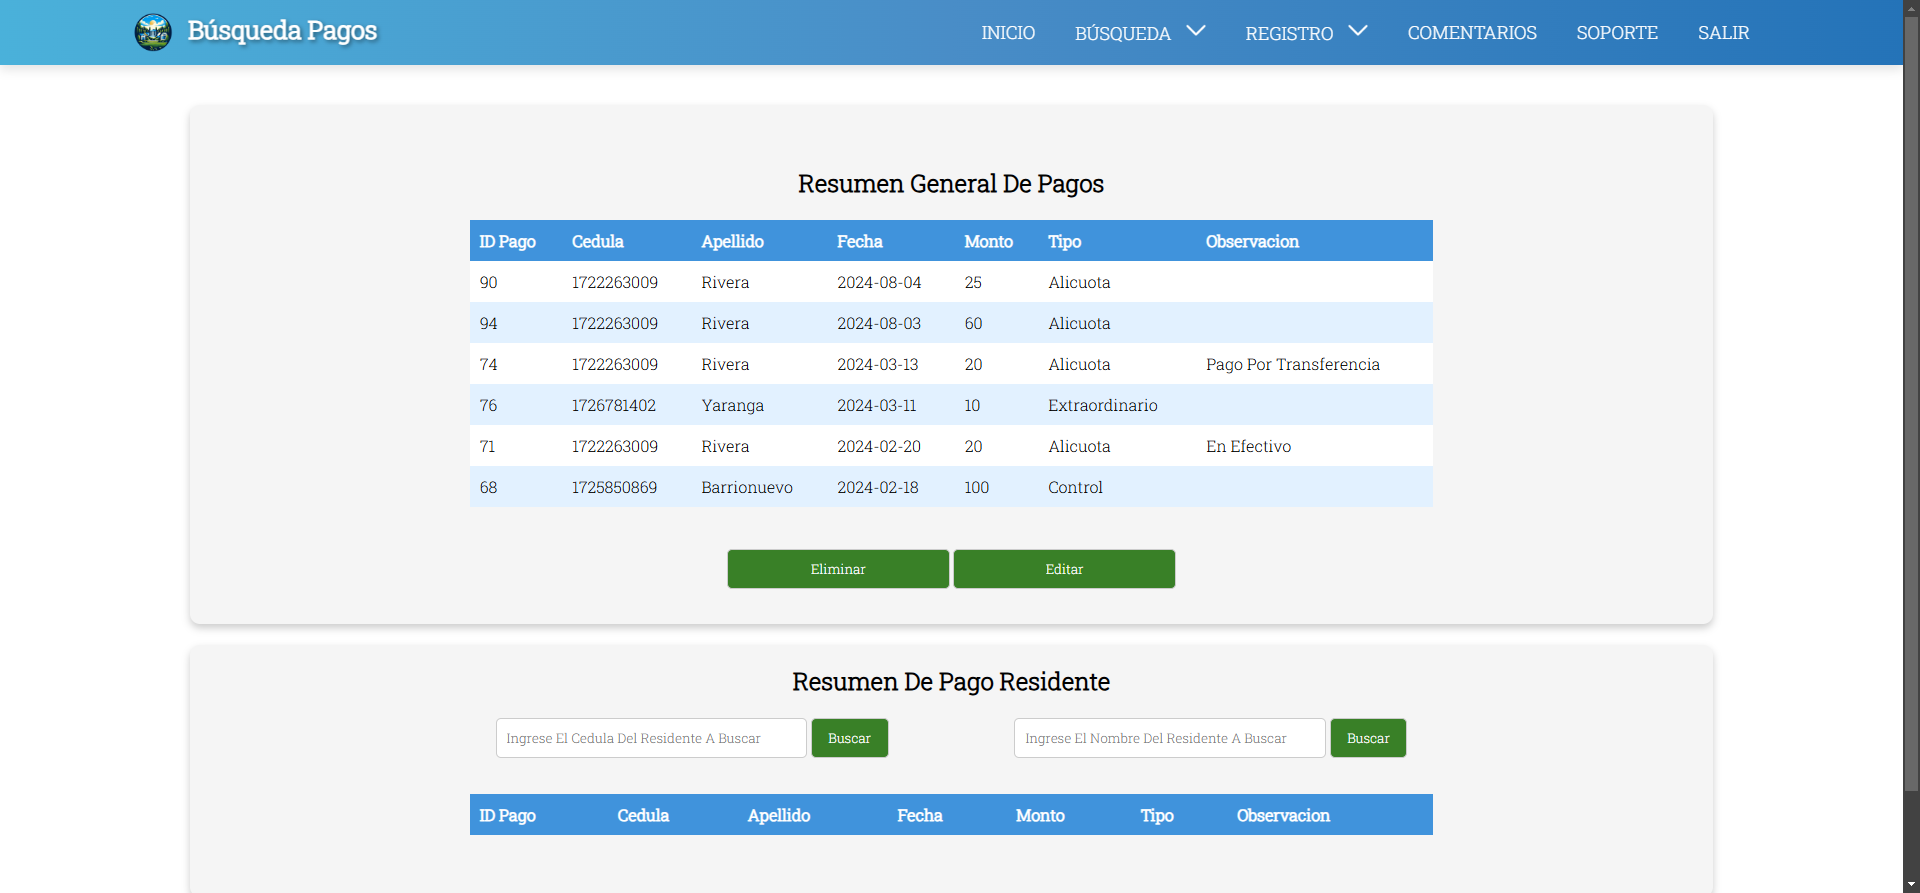 Búsqueda Pagos INICIO BÚSQUEDA REGISTRO COMENTARIOS SOPORTE SALIR
Resumen General De Pagos
ID Pago Cedula Apellido Fecha Monto Tipo Observacion
90 1722263009 Rivera 2024-08-04 25 Alicuota
94 1722263009 Rivera 2024-08-03 60 Alicuota
74 1722263009 Rivera 2024-03-13 20 Alicuota Pago Por Transferencia
76 1726781402 Yaranga 2024-03-11 10 Extraordinario
71 1722263009 Rivera 2024-02-20 20 Alicuota En Efectivo
68 1725850869 Barrionuevo 2024-02-18 100 Control
Eliminar Editar
Resumen De Pago Residente
Ingrese El Cedula Del Residente A Buscar Buscar Ingrese El Nombre Del Residente A Buscar Buscar
ID Pago Cedula Apellido Fecha Monto Tipo Observacion